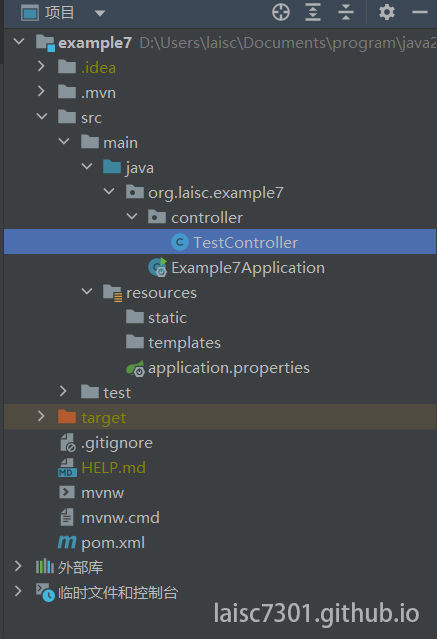 项目
example7 D:\Users\laisc\Documents\program\java2
.idea
.mvn
src
main
java
org.laisc.example7
controller
TestController
Example7Application
resources
static
templates
application.properties
test
target
.gitignore
HELP.md
mvnw
mvnw.cmd
pom.xml
外部库
临时文件和控制台
laisc7301.github.io